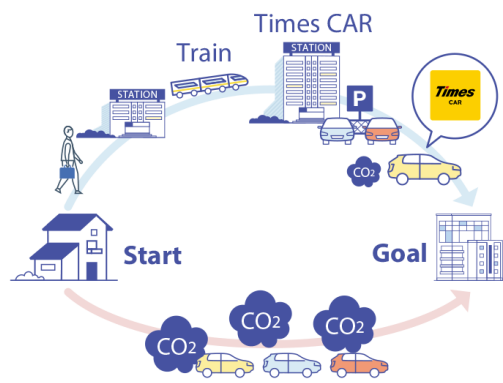 Times CAR
Train
STATION
STATION
P
Times
CAR
CO2
Start
Goal
CO2
CO2
CO2